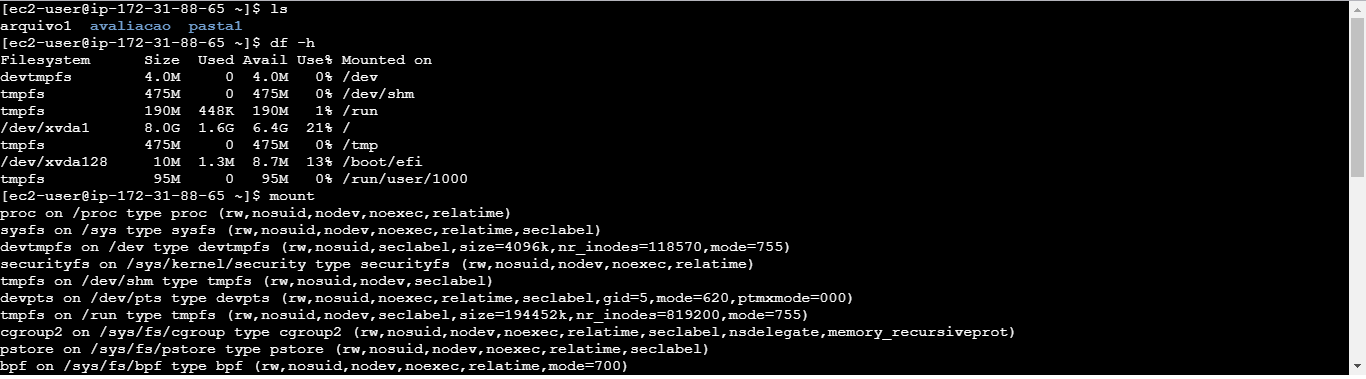 [ec2-user@ip-172-31-88-65 ~]$ ls
arquivo1  avaliacao  pasta1
[ec2-user@ip-172-31-88-65 ~]$ df -h
Filesystem      Size  Used Avail Use% Mounted on
devtmpfs        4.0M     0  4.0M   0% /dev
tmpfs           475M     0  475M   0% /dev/shm
tmpfs           190M  448K  190M   1% /run
/dev/xvda1      8.0G  1.6G  6.4G  21% /
tmpfs           475M     0  475M   0% /tmp
/dev/xvda128     10M  1.3M  8.7M  13% /boot/efi
tmpfs            95M     0   95M   0% /run/user/1000
[ec2-user@ip-172-31-88-65 ~]$ mount
proc on /proc type proc (rw,nosuid,nodev,noexec,relatime)
sysfs on /sys type sysfs (rw,nosuid,nodev,noexec,relatime,seclabel)
devtmpfs on /dev type devtmpfs (rw,nosuid,seclabel,size=4096k,nr_inodes=118570,mode=755)
securityfs on /sys/kernel/security type securityfs (rw,nosuid,nodev,noexec,relatime)
tmpfs on /dev/shm type tmpfs (rw,nosuid,nodev,seclabel)
devpts on /dev/pts type devpts (rw,nosuid,noexec,relatime,seclabel,gid=5,mode=620,ptmxmode=000)
tmpfs on /run type tmpfs (rw,nosuid,nodev,seclabel,size=194452k,nr_inodes=819200,mode=755)
cgroup2 on /sys/fs/cgroup type cgroup2 (rw,nosuid,nodev,noexec,relatime,seclabel,nsdelegate,memory_recursiveprot)
pstore on /sys/fs/pstore type pstore (rw,nosuid,nodev,noexec,relatime,seclabel)
bpf on /sys/fs/bpf type bpf (rw,nosuid,nodev,noexec,relatime,mode=700)